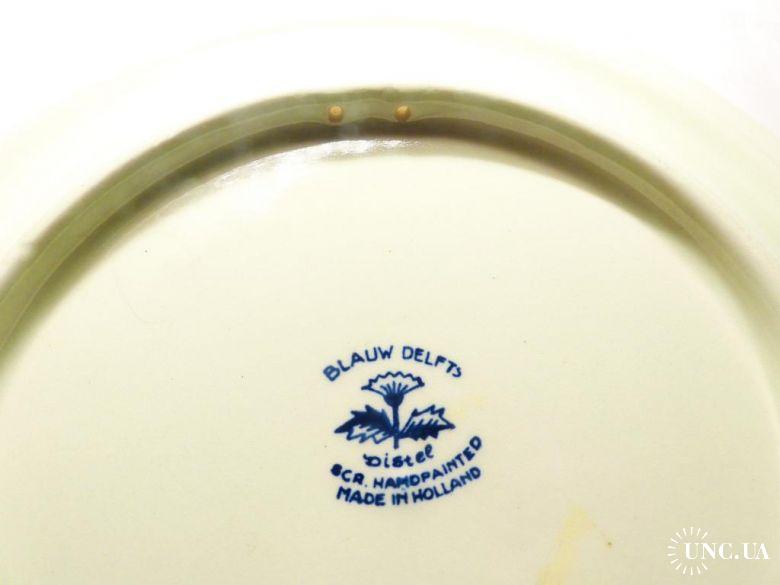 BLAUW DELFTS
Distel
SCR. HANDPAINTED
MADE IN HOLLAND
UNC.UA